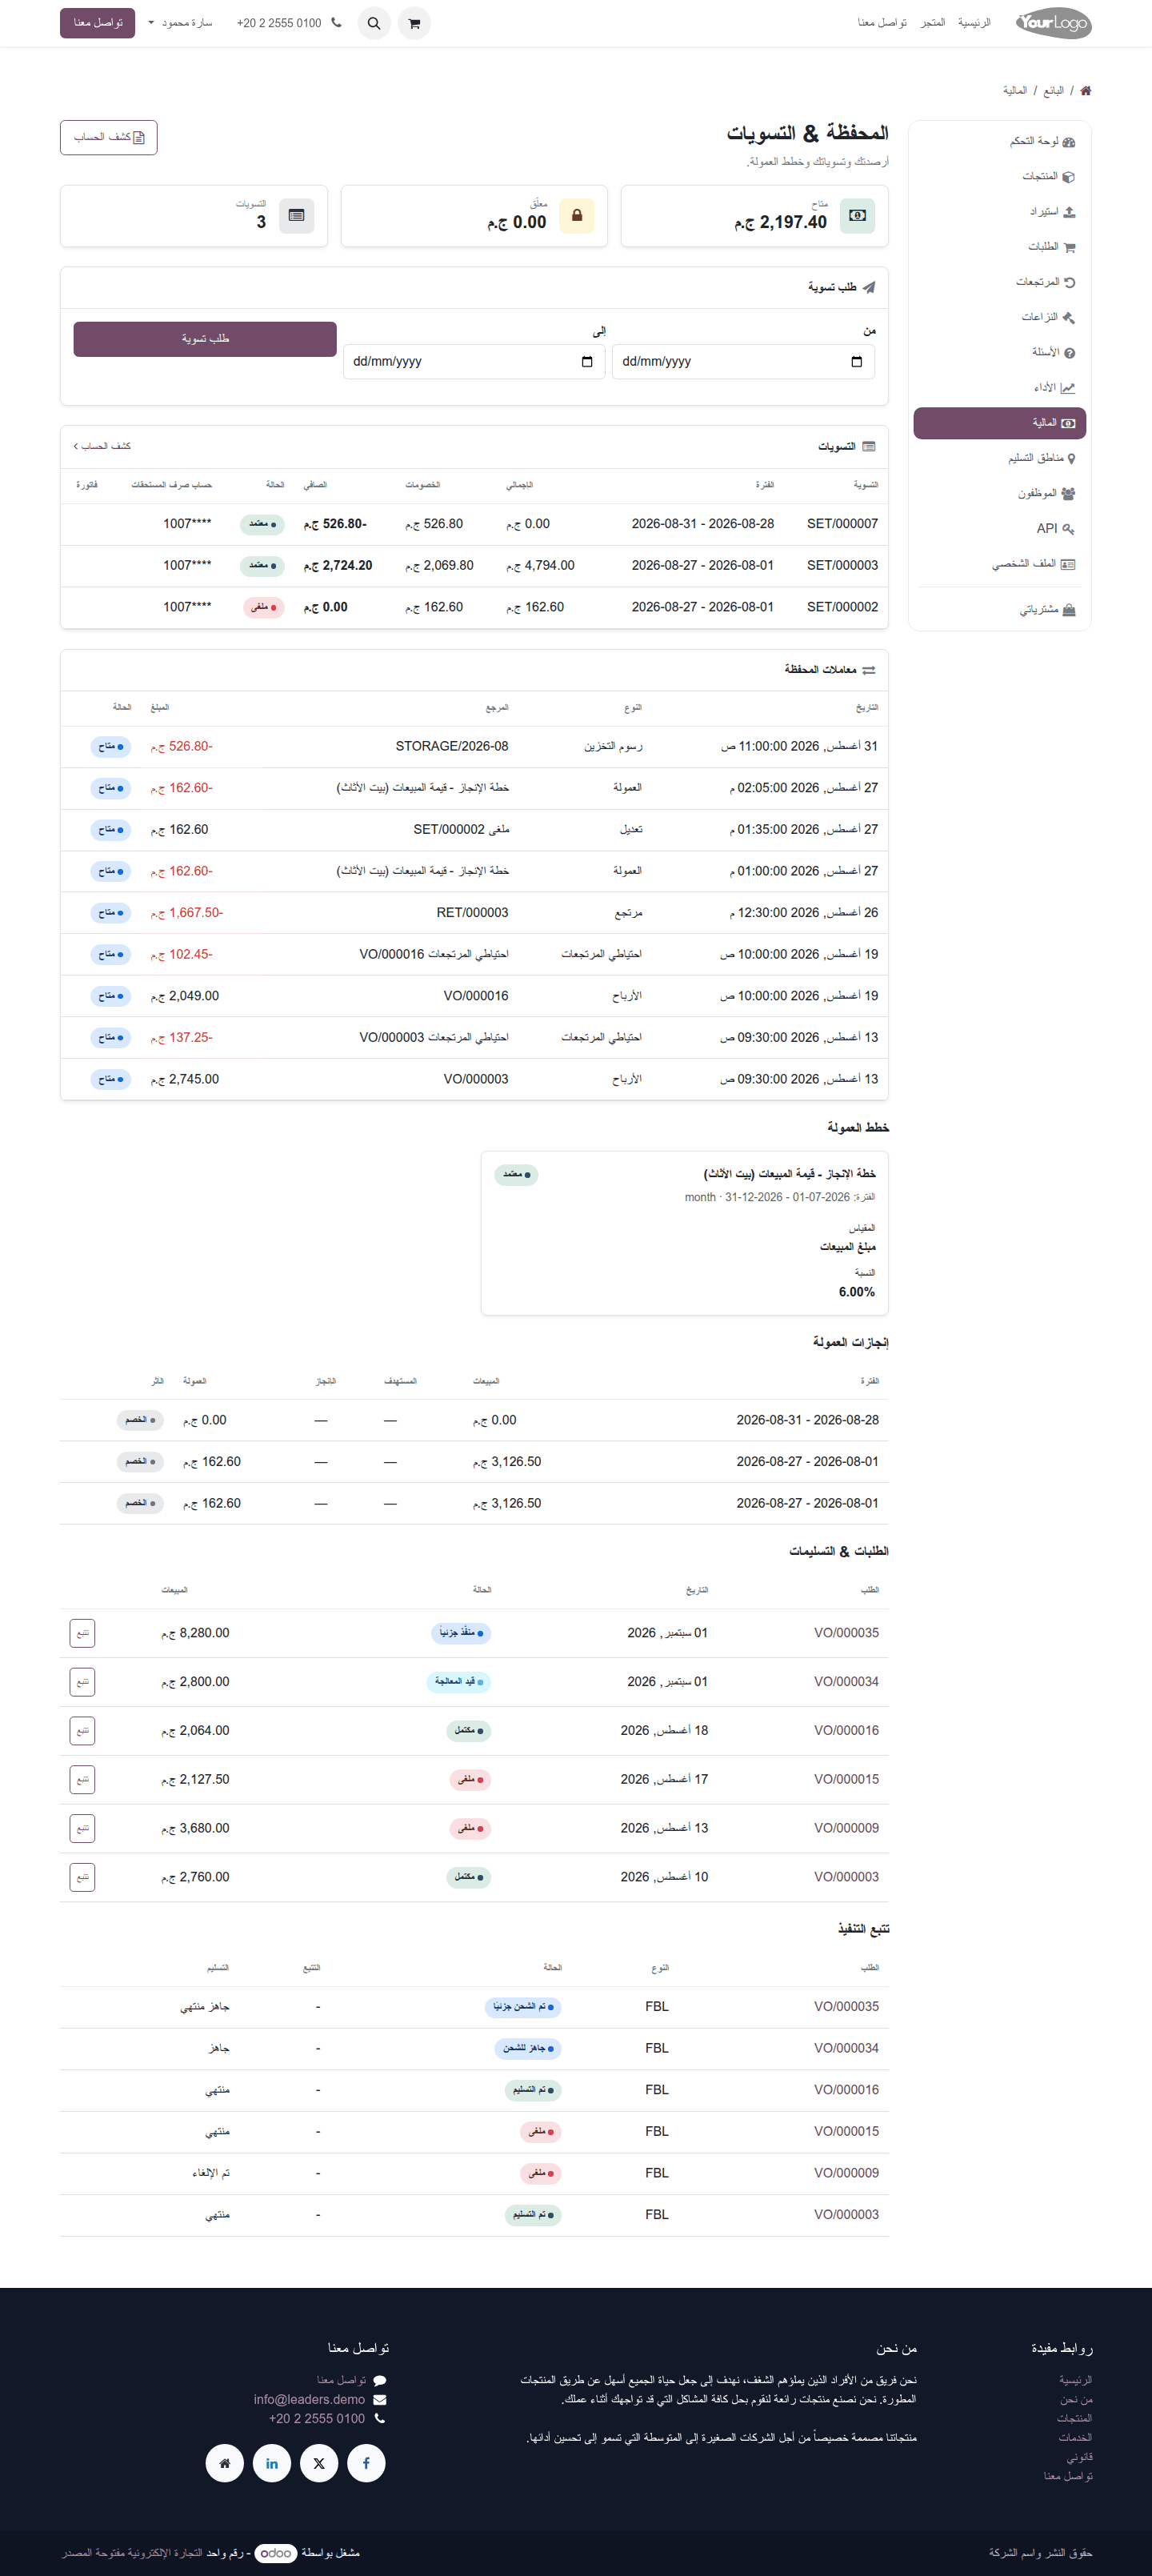 YourLogo
الرئيسية المتجر تواصل معنا
+20 2 2555 0100 سارة محمود تواصل معنا
/ البائع / المالية
لوحة التحكم
المنتجات
استيراد
الطلبات
المرتجعات
النزاعات
الأسئلة
الأداء
المالية
مناطق التسليم
الموظفون
API
الملف الشخصي
مشترياتي
المحفظة & التسويات
أرصدتك وتسوياتك وخطط العمولة.
كشف الحساب
متاح
2,197.40 ج.م
معلّق
0.00 ج.م
التسويات
3
طلب تسوية
من
dd/mm/yyyy
إلى
dd/mm/yyyy
طلب تسوية
التسويات
كشف الحساب
التسوية الفترة الإجمالي الخصومات الصافي الحالة حساب صرف المستحقات فاتورة
SET/000007 2026-08-28 - 2026-08-31 0.00 ج.م 526.80 ج.م -526.80 ج.م معتمد ****1007
SET/000003 2026-08-01 - 2026-08-27 4,794.00 ج.م 2,069.80 ج.م 2,724.20 ج.م معتمد ****1007
SET/000002 2026-08-01 - 2026-08-27 162.60 ج.م 162.60 ج.م 0.00 ج.م ملغى ****1007
معاملات المحفظة
التاريخ النوع المرجع المبلغ الحالة
31 أغسطس, 2026 11:00:00 ص رسوم التخزين STORAGE/2026-08 -526.80 ج.م متاح
27 أغسطس, 2026 02:05:00 م العمولة خطة الإنجاز - قيمة المبيعات (بيت الأثاث) -162.60 ج.م متاح
27 أغسطس, 2026 01:35:00 م تعديل ملغى SET/000002 162.60 ج.م متاح
27 أغسطس, 2026 01:00:00 م العمولة خطة الإنجاز - قيمة المبيعات (بيت الأثاث) -162.60 ج.م متاح
26 أغسطس, 2026 12:30:00 م مرتجع RET/000003 -1,667.50 ج.م متاح
19 أغسطس, 2026 10:00:00 ص احتياطي المرتجعات احتياطي المرتجعات VO/000016 -102.45 ج.م متاح
19 أغسطس, 2026 10:00:00 ص الأرباح VO/000016 2,049.00 ج.م متاح
13 أغسطس, 2026 09:30:00 ص احتياطي المرتجعات احتياطي المرتجعات VO/000003 -137.25 ج.م متاح
13 أغسطس, 2026 09:30:00 ص الأرباح VO/000003 2,745.00 ج.م متاح
خطط العمولة
خطة الإنجاز - قيمة المبيعات (بيت الأثاث) معتمد
الفترة: 01-07-2026 - 31-12-2026 · month
المقياس
مبلغ المبيعات
النسبة
6.00%
إنجازات العمولة
الفترة المبيعات المستهدف الانجاز العمولة الأثر
2026-08-28 - 2026-08-31 0.00 ج.م — — 0.00 ج.م الخصم
2026-08-01 - 2026-08-27 3,126.50 ج.م — — 162.60 ج.م الخصم
2026-08-01 - 2026-08-27 3,126.50 ج.م — — 162.60 ج.م الخصم
الطلبات & التسليمات
الطلب التاريخ الحالة المبيعات
VO/000035 01 سبتمبر, 2026 منفّذ جزئياً 8,280.00 ج.م تتبع
VO/000034 01 سبتمبر, 2026 قيد المعالجة 2,800.00 ج.م تتبع
VO/000016 18 أغسطس, 2026 مكتمل 2,064.00 ج.م تتبع
VO/000015 17 أغسطس, 2026 ملغى 2,127.50 ج.م تتبع
VO/000009 13 أغسطس, 2026 ملغى 3,680.00 ج.م تتبع
VO/000003 10 أغسطس, 2026 مكتمل 2,760.00 ج.م تتبع
تتبع التنفيذ
الطلب النوع الحالة التتبع التسليم
VO/000035 FBL تم الشحن جزئيًا - جاهز منتهي
VO/000034 FBL جاهز للشحن - جاهز
VO/000016 FBL تم التسليم - منتهي
VO/000015 FBL ملغى - منتهي
VO/000009 FBL ملغى - تم الإلغاء
VO/000003 FBL تم التسليم - منتهي
روابط مفيدة
الرئيسية
من نحن
المنتجات
الخدمات
قانوني
تواصل معنا
من نحن
نحن فريق من الأفراد الذين يملؤهم الشغف، نهدف إلى جعل حياة الجميع أسهل عن طريق المنتجات
المطورة. نحن نصنع منتجات رائعة لنقوم بحل كافة المشاكل التي قد تواجهك أثناء عملك.
منتجاتنا مصممة خصيصاً من أجل الشركات الصغيرة إلى المتوسطة التي تسمو إلى تحسين أدائها.
تواصل معنا
تواصل معنا
info@leaders.demo
+20 2 2555 0100
حقوق النشر واسم الشركة
مشغل بواسطة odoo - رقم واحد التجارة الإلكترونية مفتوحة المصدر